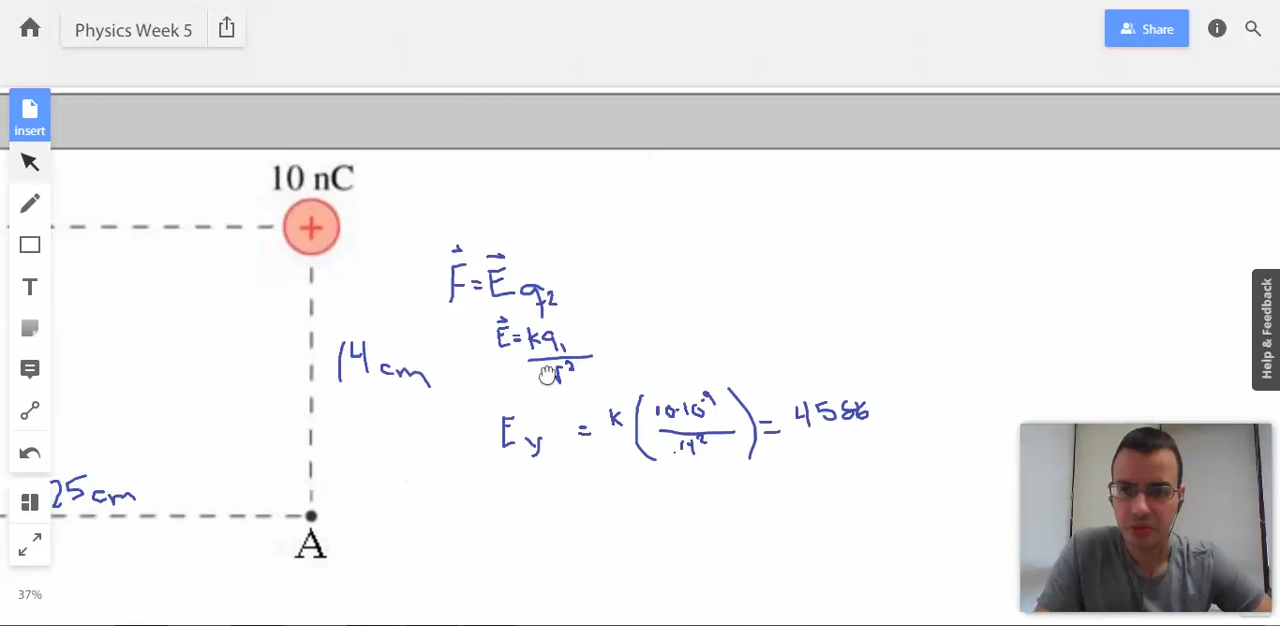 Physics Week 5
Share
insert
10 nC
+
F⃗ = E⃗ q₂
E⃗ = kq₁ / r²
14 cm
E_y = k (10·10⁻⁹ / .14²) = 4586
25 cm
A
T
37%
Help & Feedback